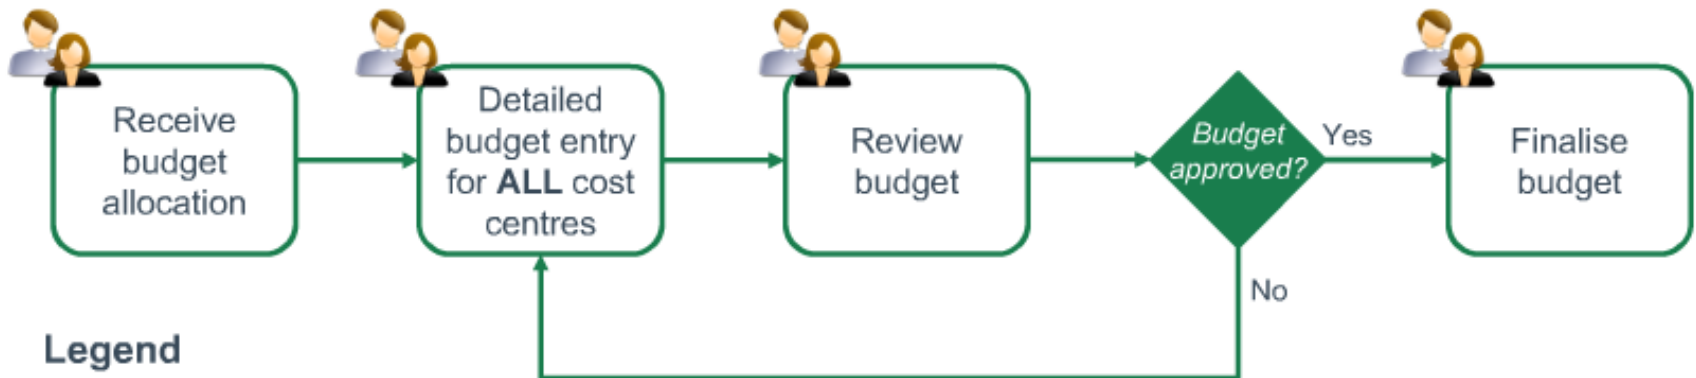 Receive
budget
allocation
Detailed
budget entry
for ALL cost
centres
Review
budget
Budget
approved?
Yes
No
Finalise
budget
Legend